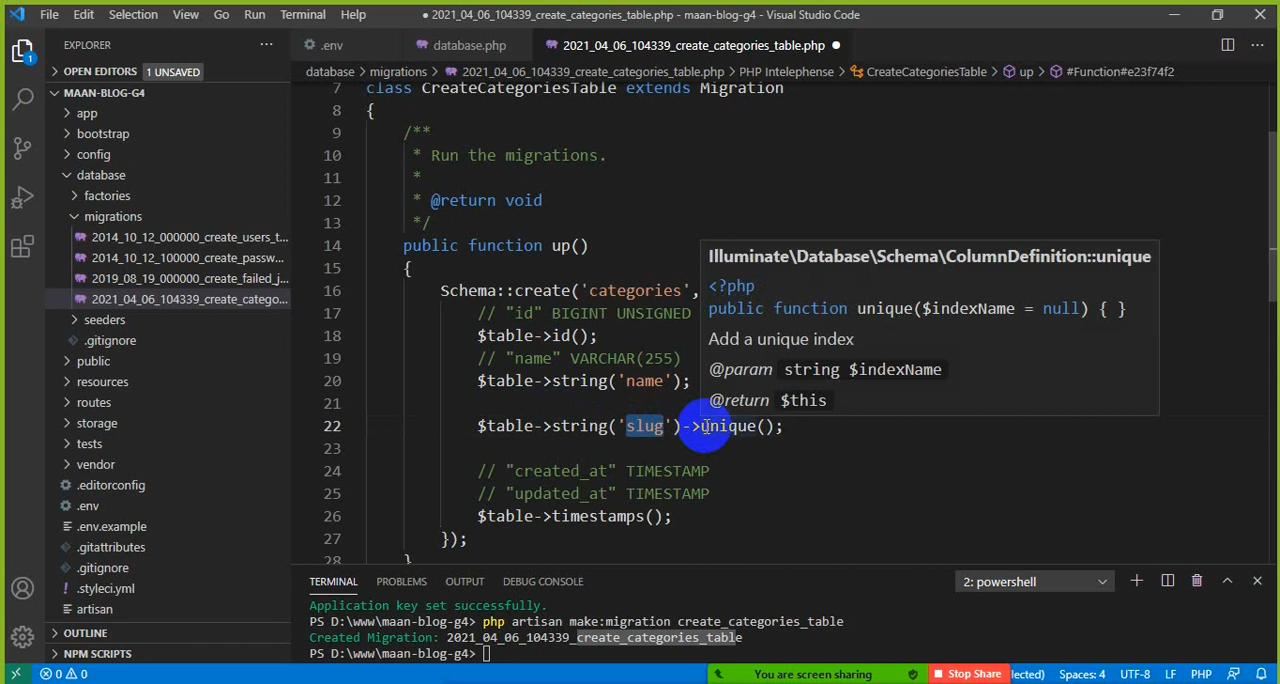 File Edit Selection View Go Run Terminal Help
● 2021_04_06_104339_create_categories_table.php - maan-blog-g4 - Visual Studio Code
EXPLORER
.env
database.php
2021_04_06_104339_create_categories_table.php ●
OPEN EDITORS 1 UNSAVED
database > migrations > 2021_04_06_104339_create_categories_table.php > PHP Intelephense > CreateCategoriesTable > up > #Function#e23f74f2
MAAN-BLOG-G4
app
bootstrap
config
database
factories
migrations
2014_10_12_000000_create_users_t...
2014_10_12_100000_create_passw...
2019_08_19_000000_create_failed_j...
2021_04_06_104339_create_catego...
seeders
.gitignore
public
resources
routes
storage
tests
vendor
.editorconfig
.env
.env.example
.gitattributes
.gitignore
.styleci.yml
artisan
OUTLINE
NPM SCRIPTS
1
7 class CreateCategoriesTable extends Migration
8 {
9 /**
10 * Run the migrations.
11 *
12 * @return void
13 */
14 public function up()
15 {
16 Schema::create('categories',
17 // "id" BIGINT UNSIGNED
18 $table->id();
19 // "name" VARCHAR(255)
20 $table->string('name');
21
22 $table->string('slug')->unique();
23
24 // "created_at" TIMESTAMP
25 // "updated_at" TIMESTAMP
26 $table->timestamps();
27 });
28 }
Illuminate\Database\Schema\ColumnDefinition::unique
<?php
public function unique($indexName = null) { }
Add a unique index
@param string $indexName
@return $this
TERMINAL PROBLEMS OUTPUT DEBUG CONSOLE
2: powershell
Application key set successfully.
PS D:\www\maan-blog-g4> php artisan make:migration create_categories_table
Created Migration: 2021_04_06_104339_create_categories_table
PS D:\www\maan-blog-g4>
0 0
You are screen sharing
Stop Share
lected) Spaces: 4 UTF-8 LF PHP